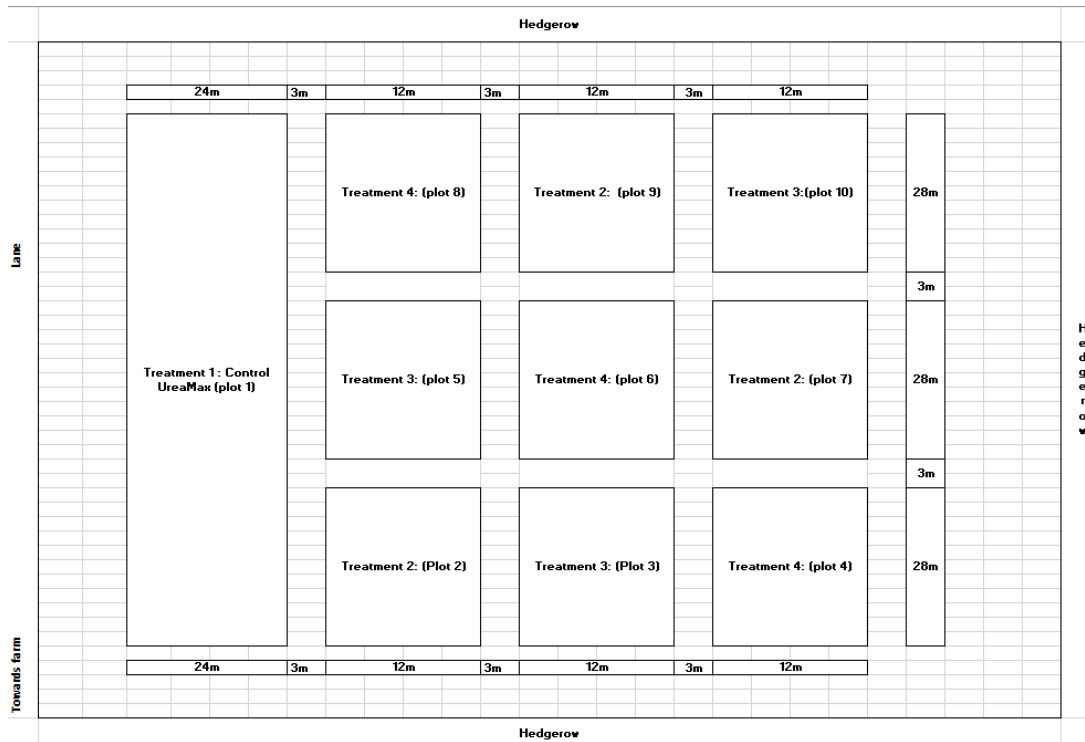 Hedgerow
24m 3m 12m 3m 12m 3m 12m
Treatment 4: (plot 8) Treatment 2: (plot 9) Treatment 3:(plot 10) 28m
Lane
3m
Treatment 1 : Control
UreaMax (plot 1)
Treatment 3: (plot 5) Treatment 4: (plot 6) Treatment 2: (plot 7) 28m
Hedgerow
3m
Treatment 2: (Plot 2) Treatment 3: (Plot 3) Treatment 4: (plot 4) 28m
Towards farm
24m 3m 12m 3m 12m 3m 12m
Hedgerow